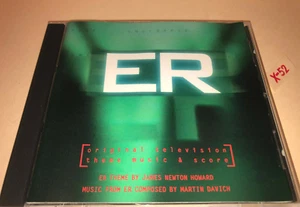 ER
[original television
theme music & score]
ER THEME BY JAMES NEWTON HOWARD
MUSIC FROM ER COMPOSED BY MARTIN DAVICH
X-52